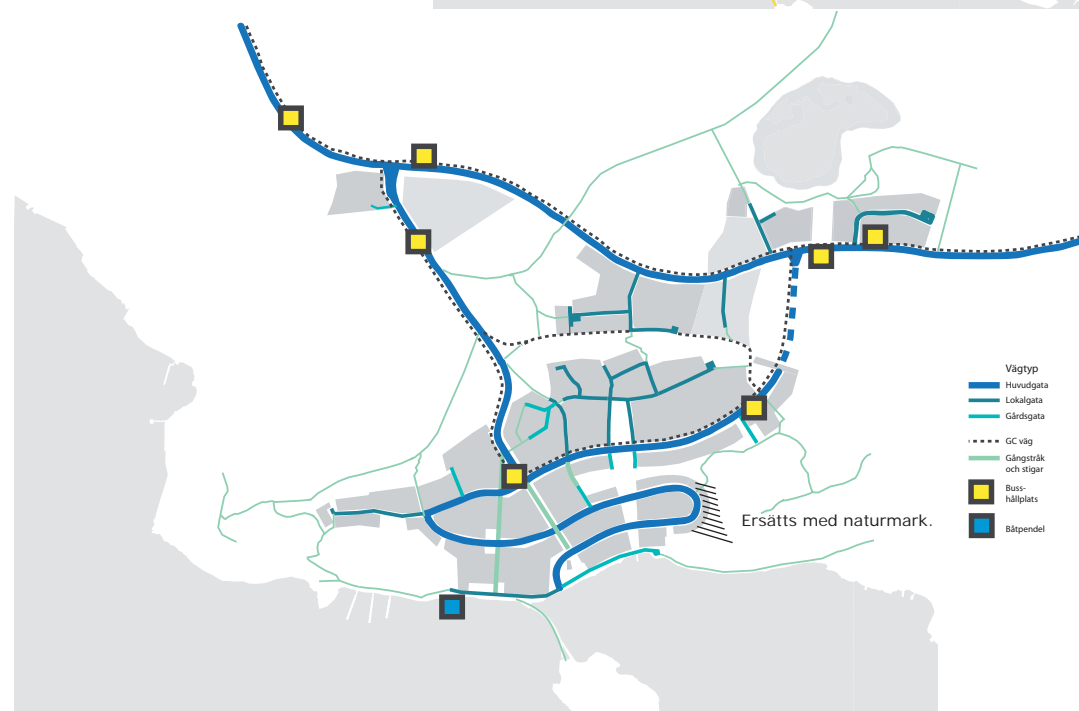 Ersätts med naturmark.
Vägtyp
Huvudgata
Lokalgata
Gårdsgata
GC väg
Gångstråk
och stigar
Buss-
hållplats
Båtpendel